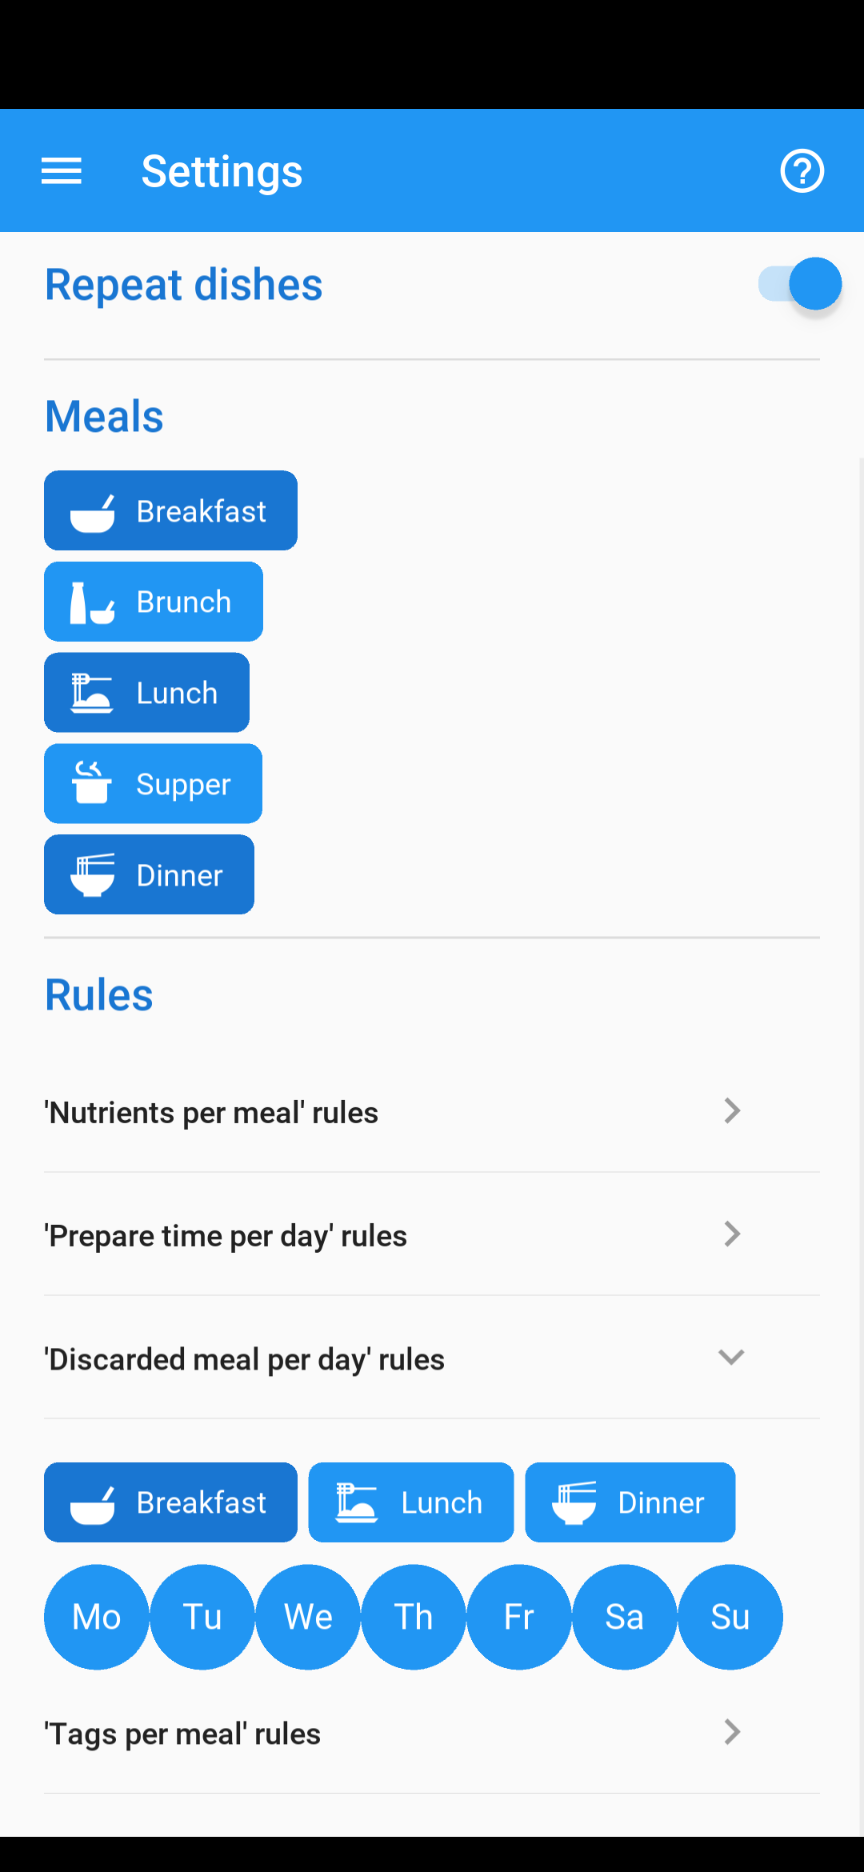 Settings
Repeat dishes
Meals
Breakfast
Brunch
Lunch
Supper
Dinner
Rules
'Nutrients per meal' rules
'Prepare time per day' rules
'Discarded meal per day' rules
Breakfast Lunch Dinner
Mo Tu We Th Fr Sa Su
'Tags per meal' rules